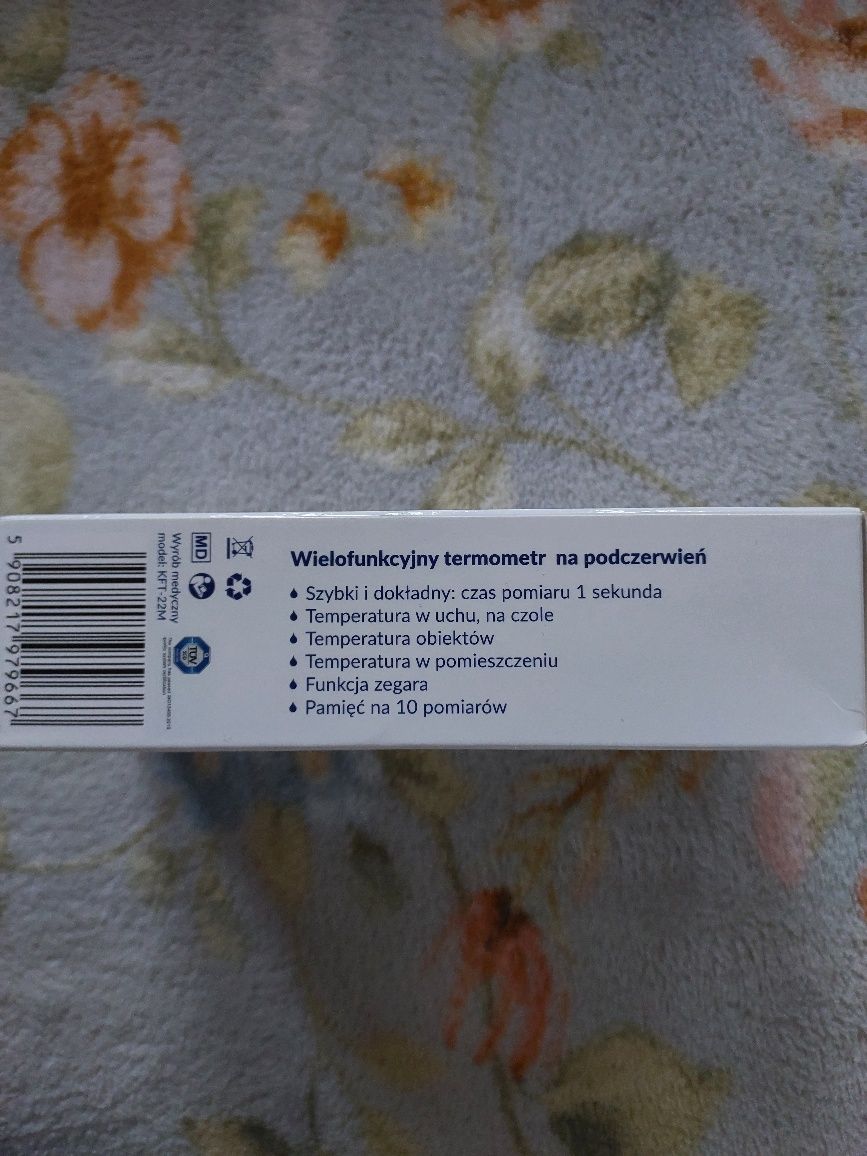 Wielofunkcyjny termometr na podczerwień
Szybki i dokładny: czas pomiaru 1 sekunda
Temperatura w uchu, na czole
Temperatura obiektów
Temperatura w pomieszczeniu
Funkcja zegara
Pamięć na 10 pomiarów
MD
Wyrób medyczny
model: KFT-22M
TÜV
5 908217 979667